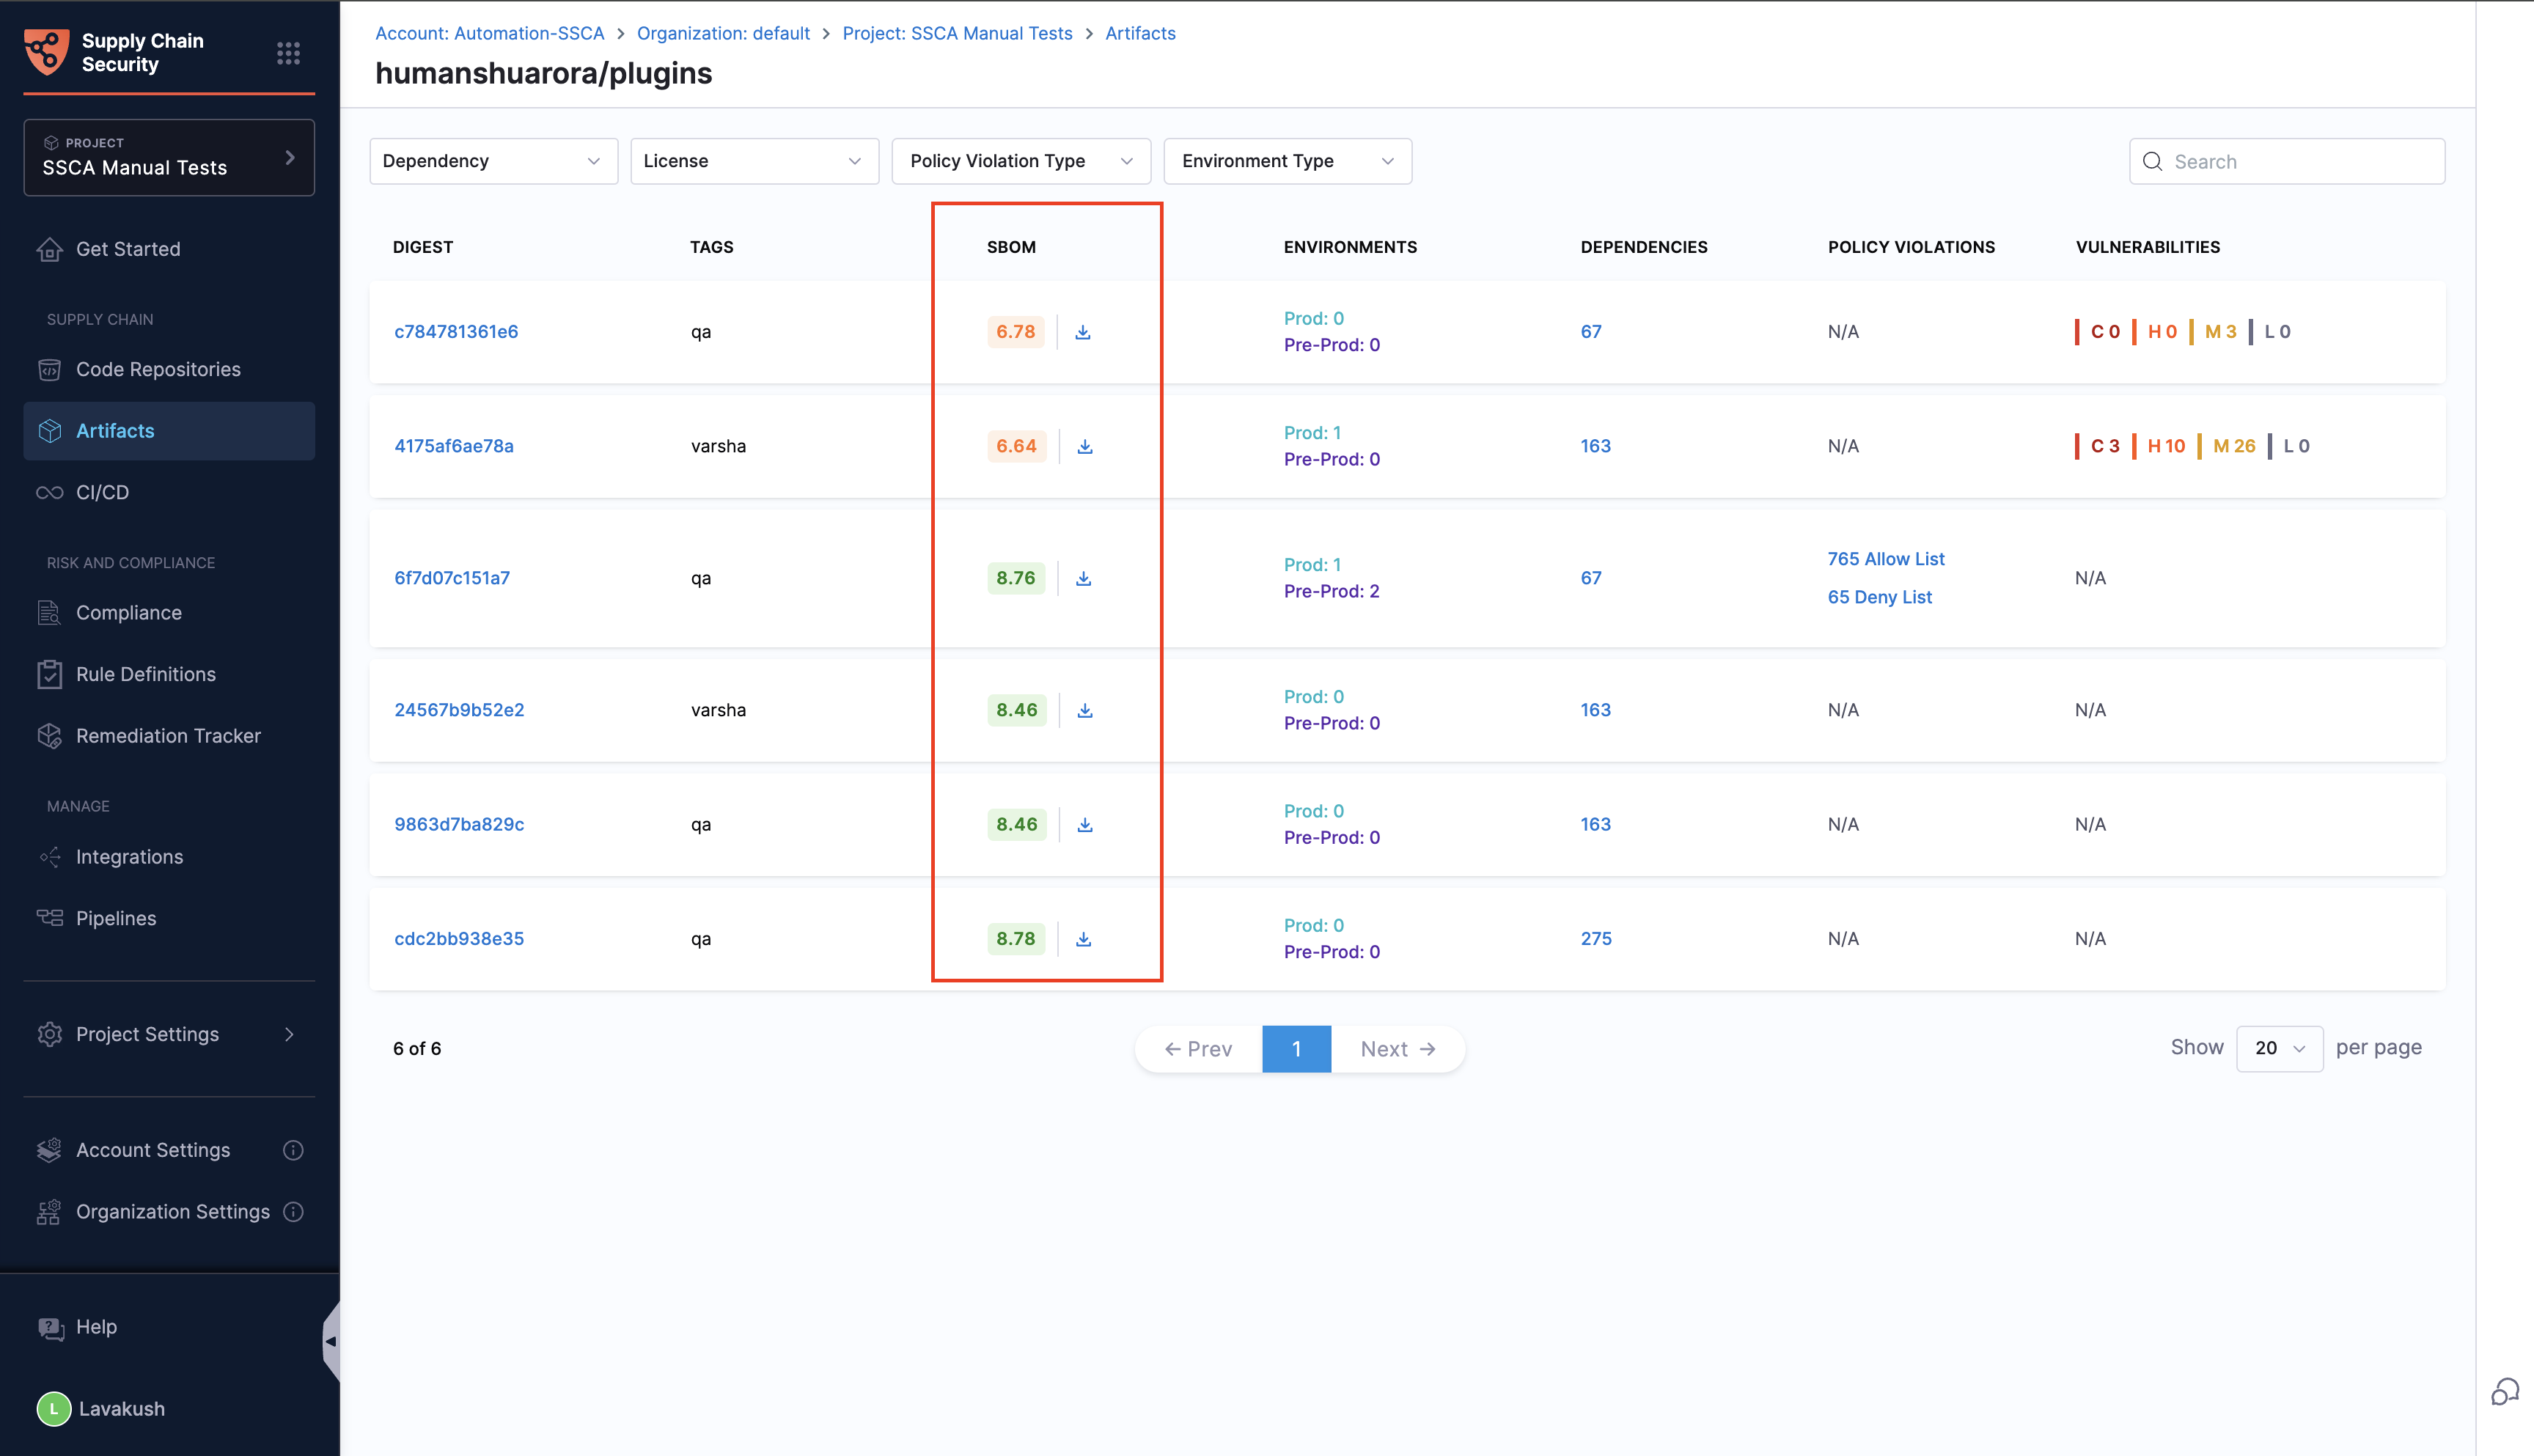 Supply Chain
Security
PROJECT
SSCA Manual Tests
Get Started
SUPPLY CHAIN
Code Repositories
Artifacts
CI/CD
RISK AND COMPLIANCE
Compliance
Rule Definitions
Remediation Tracker
MANAGE
Integrations
Pipelines
Project Settings
Account Settings
Organization Settings
Help
L Lavakush
Account: Automation-SSCA > Organization: default > Project: SSCA Manual Tests > Artifacts
humanshuarora/plugins
Dependency License Policy Violation Type Environment Type Search
DIGEST TAGS SBOM ENVIRONMENTS DEPENDENCIES POLICY VIOLATIONS VULNERABILITIES
c784781361e6 qa 6.78 Prod: 0 67 N/A C 0 H 0 M 3 L 0
Pre-Prod: 0
4175af6ae78a varsha 6.64 Prod: 1 163 N/A C 3 H 10 M 26 L 0
Pre-Prod: 0
6f7d07c151a7 qa 8.76 Prod: 1 67 765 Allow List N/A
Pre-Prod: 2 65 Deny List
24567b9b52e2 varsha 8.46 Prod: 0 163 N/A N/A
Pre-Prod: 0
9863d7ba829c qa 8.46 Prod: 0 163 N/A N/A
Pre-Prod: 0
cdc2bb938e35 qa 8.78 Prod: 0 275 N/A N/A
Pre-Prod: 0
6 of 6 ← Prev 1 Next → Show 20 per page